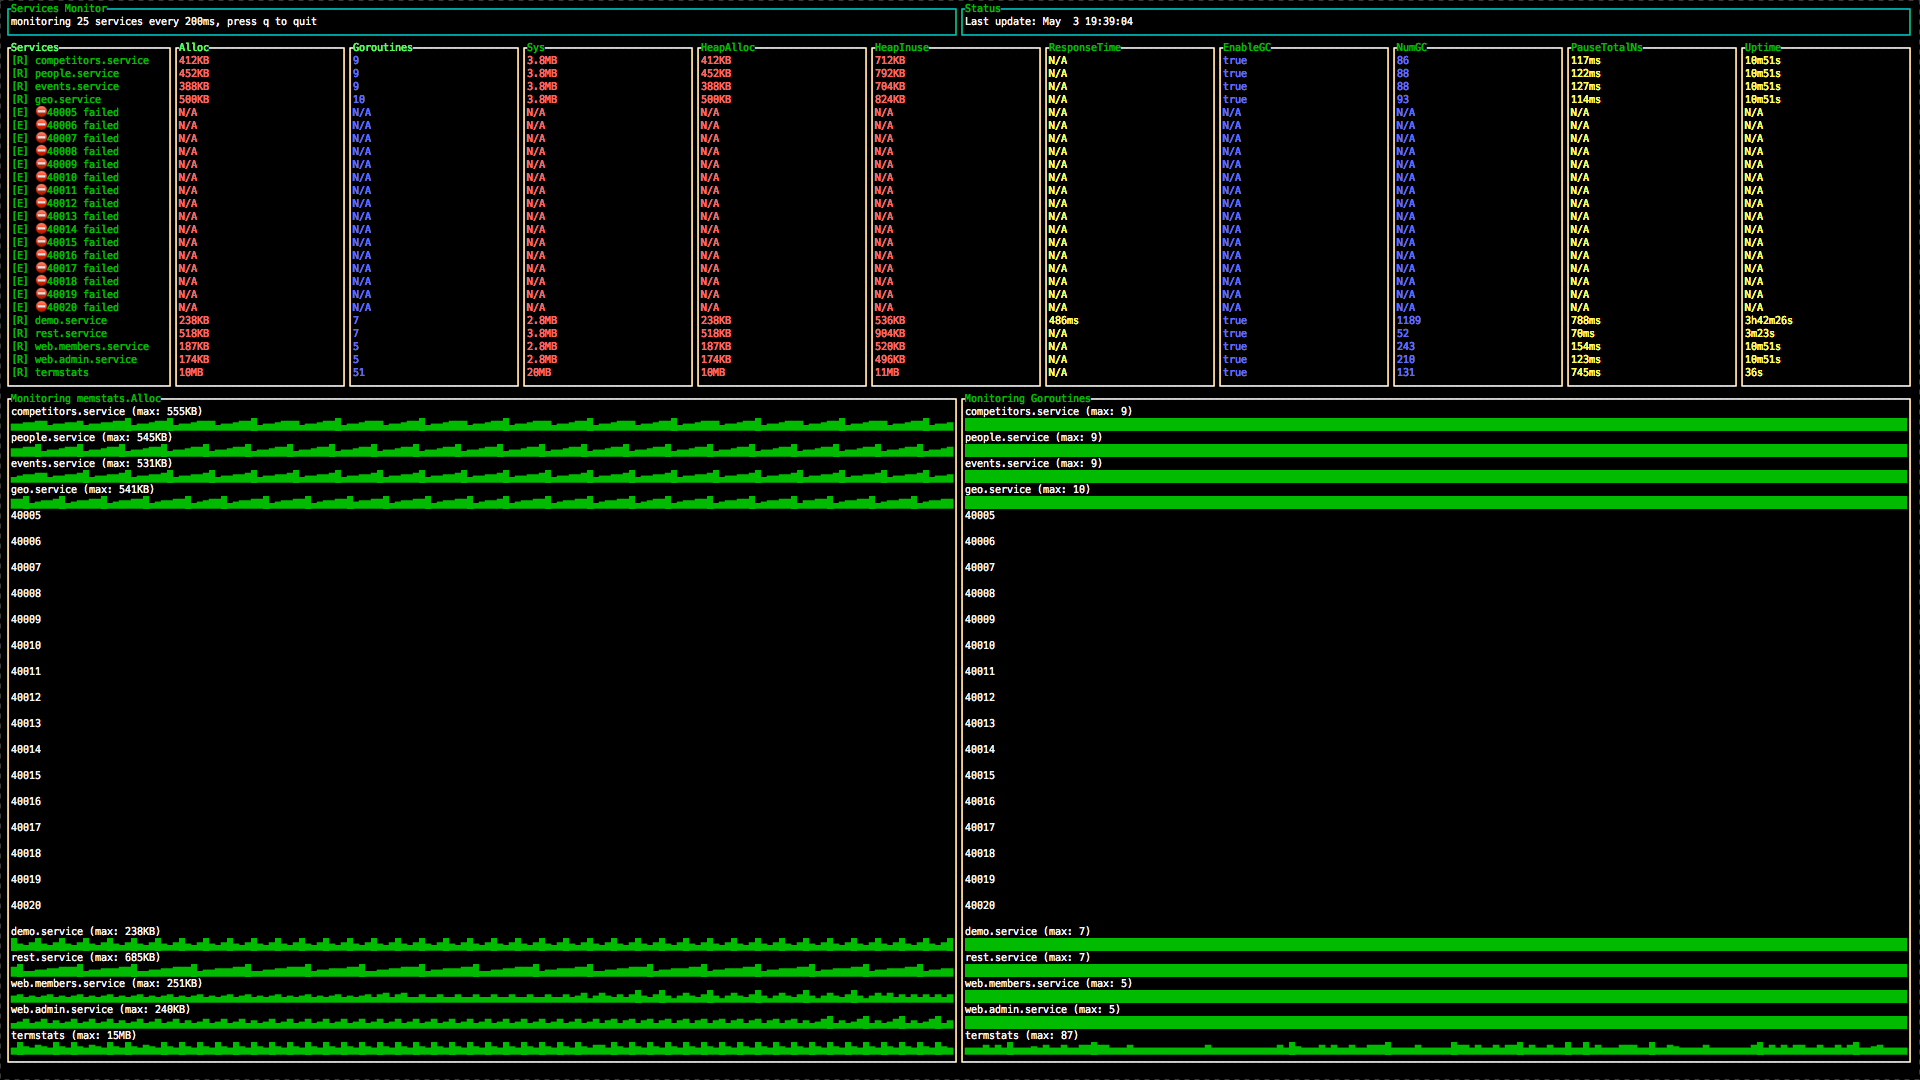 Services Monitor Status
monitoring 25 services every 200ms, press q to quit Last update: May  3 19:39:04
Services Alloc Goroutines Sys HeapAlloc HeapInuse ResponseTime EnableGC NumGC PauseTotalNs Uptime
[R] competitors.service 412KB 9 3.8MB 412KB 712KB N/A true 86 117ms 10m51s
[R] people.service 452KB 9 3.8MB 452KB 792KB N/A true 88 122ms 10m51s
[R] events.service 388KB 9 3.8MB 388KB 704KB N/A true 88 127ms 10m51s
[R] geo.service 500KB 10 3.8MB 500KB 824KB N/A true 93 114ms 10m51s
[E] ⛔40005 failed N/A N/A N/A N/A N/A N/A N/A N/A N/A N/A
[E] ⛔40006 failed N/A N/A N/A N/A N/A N/A N/A N/A N/A N/A
[E] ⛔40007 failed N/A N/A N/A N/A N/A N/A N/A N/A N/A N/A
[E] ⛔40008 failed N/A N/A N/A N/A N/A N/A N/A N/A N/A N/A
[E] ⛔40009 failed N/A N/A N/A N/A N/A N/A N/A N/A N/A N/A
[E] ⛔40010 failed N/A N/A N/A N/A N/A N/A N/A N/A N/A N/A
[E] ⛔40011 failed N/A N/A N/A N/A N/A N/A N/A N/A N/A N/A
[E] ⛔40012 failed N/A N/A N/A N/A N/A N/A N/A N/A N/A N/A
[E] ⛔40013 failed N/A N/A N/A N/A N/A N/A N/A N/A N/A N/A
[E] ⛔40014 failed N/A N/A N/A N/A N/A N/A N/A N/A N/A N/A
[E] ⛔40015 failed N/A N/A N/A N/A N/A N/A N/A N/A N/A N/A
[E] ⛔40016 failed N/A N/A N/A N/A N/A N/A N/A N/A N/A N/A
[E] ⛔40017 failed N/A N/A N/A N/A N/A N/A N/A N/A N/A N/A
[E] ⛔40018 failed N/A N/A N/A N/A N/A N/A N/A N/A N/A N/A
[E] ⛔40019 failed N/A N/A N/A N/A N/A N/A N/A N/A N/A N/A
[E] ⛔40020 failed N/A N/A N/A N/A N/A N/A N/A N/A N/A N/A
[R] demo.service 238KB 7 2.8MB 238KB 536KB 486ms true 1189 788ms 3h42m26s
[R] rest.service 518KB 7 3.8MB 518KB 904KB N/A true 52 70ms 3m23s
[R] web.members.service 187KB 5 2.8MB 187KB 520KB N/A true 243 154ms 10m51s
[R] web.admin.service 174KB 5 2.8MB 174KB 496KB N/A true 210 123ms 10m51s
[R] termstats 10MB 51 20MB 10MB 11MB N/A true 131 745ms 36s
Monitoring memstats.Alloc Monitoring Goroutines
competitors.service (max: 555KB) competitors.service (max: 9)
people.service (max: 545KB) people.service (max: 9)
events.service (max: 531KB) events.service (max: 9)
geo.service (max: 541KB) geo.service (max: 10)
40005 40005
40006 40006
40007 40007
40008 40008
40009 40009
40010 40010
40011 40011
40012 40012
40013 40013
40014 40014
40015 40015
40016 40016
40017 40017
40018 40018
40019 40019
40020 40020
demo.service (max: 238KB) demo.service (max: 7)
rest.service (max: 685KB) rest.service (max: 7)
web.members.service (max: 251KB) web.members.service (max: 5)
web.admin.service (max: 240KB) web.admin.service (max: 5)
termstats (max: 15MB) termstats (max: 87)